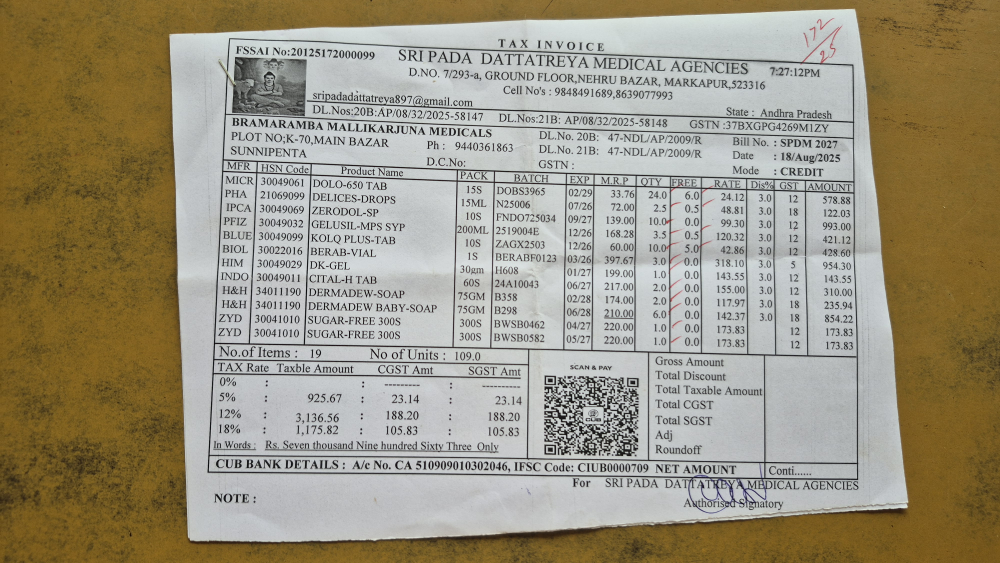 TAX INVOICE
172
25
FSSAI No:20125172000099
SRI PADA DATTATREYA MEDICAL AGENCIES
7:27:12PM
D.NO. 7/293-a, GROUND FLOOR,NEHRU BAZAR, MARKAPUR,523316
Cell No's : 9848491689,8639077993
sripadadattatreya897@gmail.com
State : Andhra Pradesh
DL.Nos:20B:AP/08/32/2025-58147 DL.Nos:21B: AP/08/32/2025-58148 GSTN :37BXGPG4269M1ZY
BRAMARAMBA MALLIKARJUNA MEDICALS DL.No. 20B: 47-NDL/AP/2009/R Bill No. : SPDM 2027
PLOT NO;K-70,MAIN BAZAR Ph : 9440361863 DL.No. 21B: 47-NDL/AP/2009/R Date : 18/Aug/2025
SUNNIPENTA D.C.No: GSTN : Mode : CREDIT
MFR HSN Code Product Name PACK BATCH EXP M.R.P QTY FREE RATE Dis% GST AMOUNT
MICR 30049061 DOLO-650 TAB 15S DOBS3965 02/29 33.76 24.0 6.0 24.12 3.0 12 578.88
PHA 21069099 DELICES-DROPS 15ML N25006 07/26 72.00 2.5 0.5 48.81 3.0 18 122.03
IPCA 30049069 ZERODOL-SP 10S FNDO725034 09/27 139.00 10.0 0.0 99.30 3.0 12 993.00
PFIZ 30049032 GELUSIL-MPS SYP 200ML 2519004E 12/26 168.28 3.5 0.5 120.32 3.0 12 421.12
BLUE 30049099 KOLQ PLUS-TAB 10S ZAGX2503 12/26 60.00 10.0 5.0 42.86 3.0 12 428.60
BIOL 30022016 BERAB-VIAL 1S BERABF0123 03/26 397.67 3.0 0.0 318.10 3.0 5 954.30
HIM 30049029 DK-GEL 30gm H608 01/27 199.00 1.0 0.0 143.55 3.0 12 143.55
INDO 30049011 CITAL-H TAB 60S 24A10043 06/27 217.00 2.0 0.0 155.00 3.0 12 310.00
H&H 34011190 DERMADEW-SOAP 75GM B358 02/28 174.00 2.0 0.0 117.97 3.0 18 235.94
H&H 34011190 DERMADEW BABY-SOAP 75GM B298 06/28 210.00 6.0 0.0 142.37 3.0 18 854.22
ZYD 30041010 SUGAR-FREE 300S 300S BWSB0462 04/27 220.00 1.0 0.0 173.83 12 173.83
ZYD 30041010 SUGAR-FREE 300S 300S BWSB0582 05/27 220.00 1.0 0.0 173.83 12 173.83
No.of Items : 19 No of Units : 109.0
TAX Rate Taxble Amount CGST Amt SGST Amt
0% : : --------- : ---------
5% : 925.67 : 23.14 : 23.14
12% : 3,136.56 : 188.20 : 188.20
18% : 1,175.82 : 105.83 : 105.83
In Words : Rs. Seven thousand Nine hundred Sixty Three Only
SCAN & PAY
CUB
Gross Amount
Total Discount
Total Taxable Amount
Total CGST
Total SGST
Adj
Roundoff
CUB BANK DETAILS : A/c No. CA 510909010302046, IFSC Code: CIUB0000709 NET AMOUNT Conti......
For SRI PADA DATTATREYA MEDICAL AGENCIES
NOTE :
Authorised Signatory